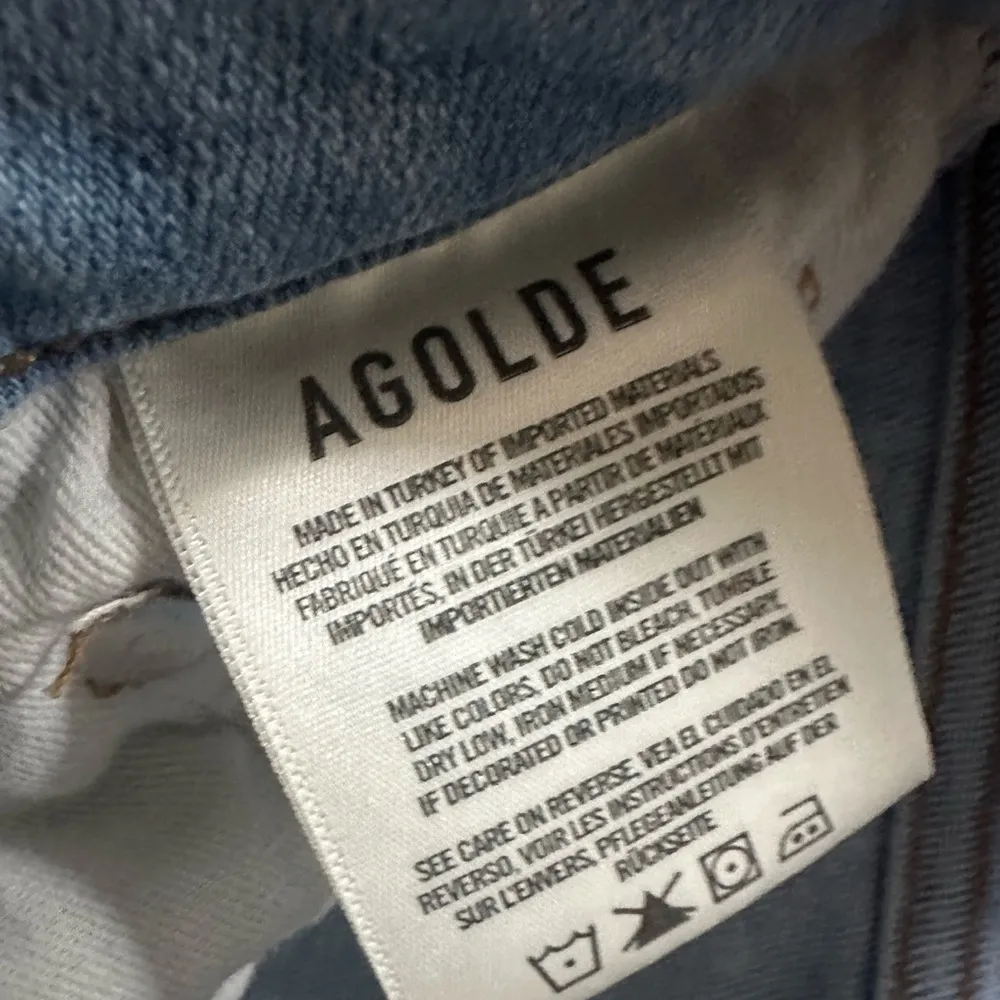 AGOLDE
MADE IN TURKEY OF IMPORTED MATERIALS
HECHO EN TURQUIA DE MATERIALES IMPORTADOS
FABRIQUÉ EN TURQUIE A PARTIR DE MATERIAUX
IMPORTÉS, IN DER TÜRKEI HERGESTELLT MIT
IMPORTIERTEN MATERIALIEN
MACHINE WASH COLD INSIDE OUT WITH
LIKE COLORS, DO NOT BLEACH, TUMBLE
DRY LOW, IRON MEDIUM IF NECESSARY,
IF DECORATED OR PRINTED DO NOT IRON.
SEE CARE ON REVERSE, VEA EL CUIDADO EN EL
REVERSO, VOIR LES INSTRUCTIONS D'ENTRETIEN
SUR L'ENVERS, PFLEGEANLEITUNG AUF DER
RÜCKSEITE